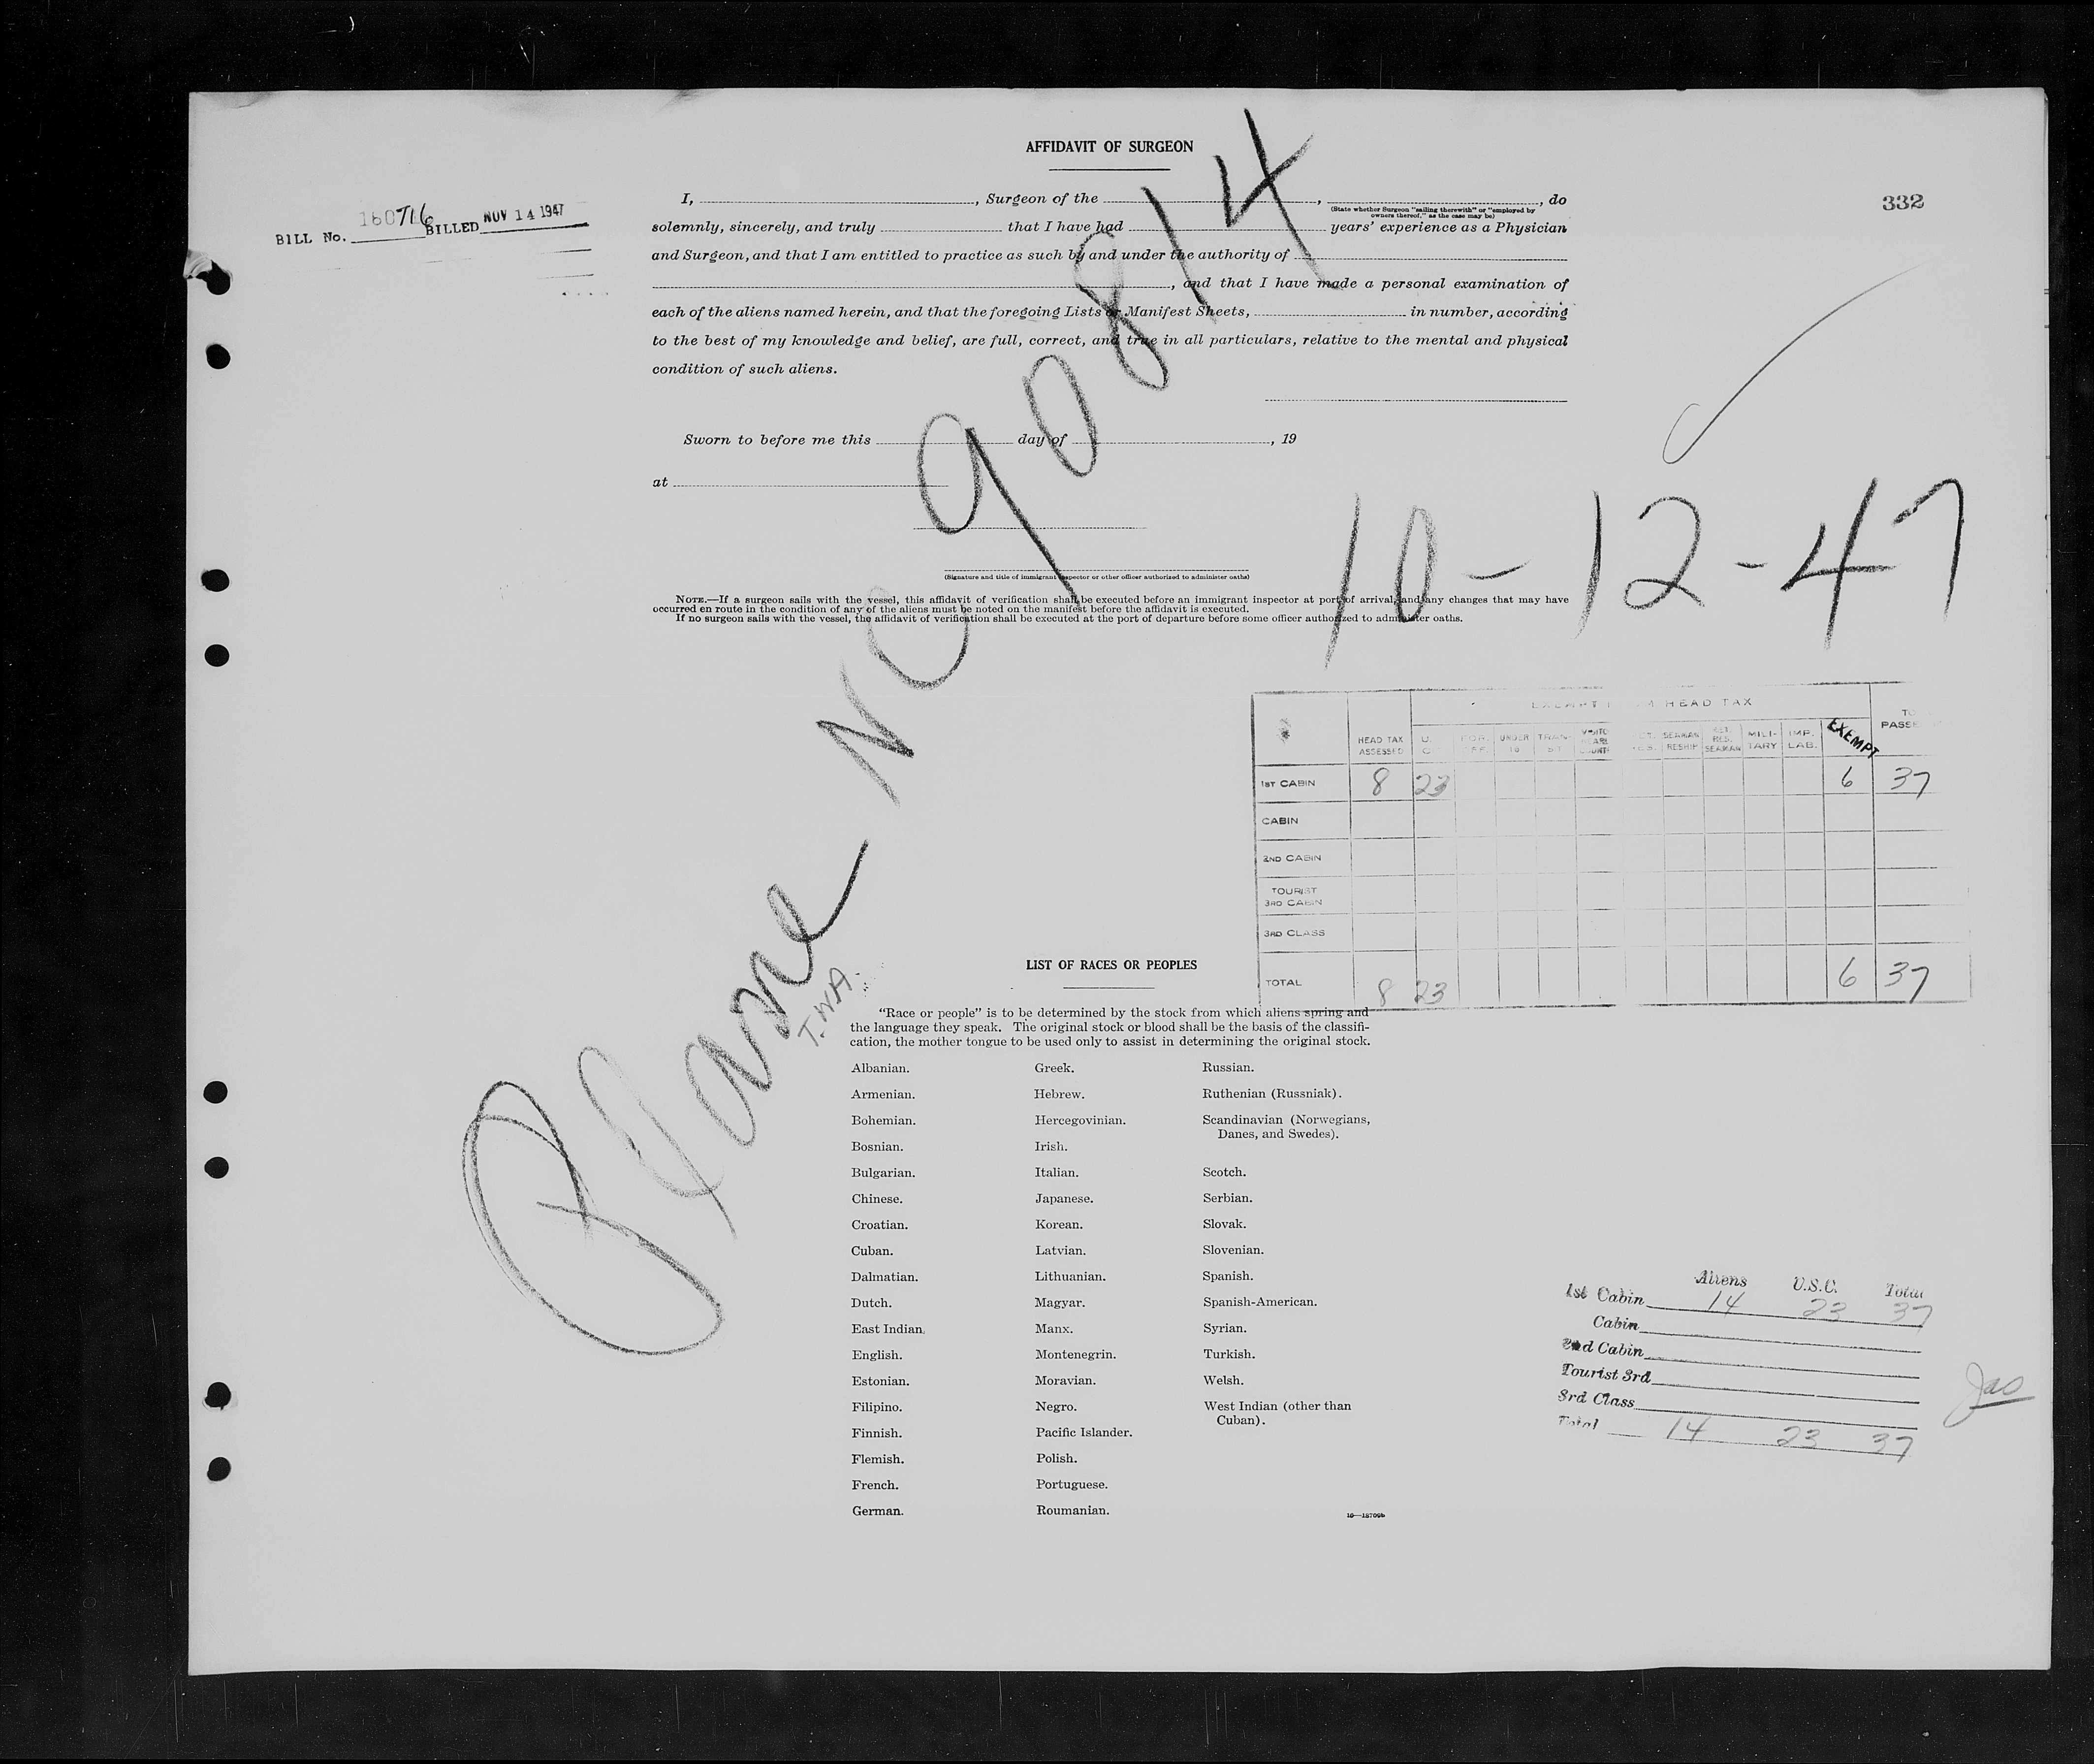 AFFIDAVIT OF SURGEON
332
BILL No. 160716 BILLED NOV 14 1947
I, , Surgeon of the , , do
(State whether Surgeon "sailing therewith" or "employed by
owners thereof," as the case may be)
solemnly, sincerely, and truly that I have had years' experience as a Physician
and Surgeon, and that I am entitled to practice as such by and under the authority of
, and that I have made a personal examination of
each of the aliens named herein, and that the foregoing Lists or Manifest Sheets, in number, according
to the best of my knowledge and belief, are full, correct, and true in all particulars, relative to the mental and physical
condition of such aliens.
Sworn to before me this day of , 19
at
(Signature and title of immigrant inspector or other officer authorized to administer oaths)
NOTE.—If a surgeon sails with the vessel, this affidavit of verification shall be executed before an immigrant inspector at port of arrival, and any changes that may have
occurred en route in the condition of any of the aliens must be noted on the manifest before the affidavit is executed.
If no surgeon sails with the vessel, the affidavit of verification shall be executed at the port of departure before some officer authorized to administer oaths.
Plane NC 90814
T.W.A.
10-12-47
EXEMPT FROM HEAD TAX
HEAD TAX
ASSESSED
UNDER
16
SEAMAN
RESHIP
RET.
RES.
SEAMAN
MILI-
TARY
IMP.
LAB.
EXEMPT
1ST CABIN 8 23 6 37
CABIN
2ND CABIN
TOURIST
3RD CABIN
3RD CLASS
TOTAL 8 23 6 37
LIST OF RACES OR PEOPLES
"Race or people" is to be determined by the stock from which aliens spring and
the language they speak. The original stock or blood shall be the basis of the classifi-
cation, the mother tongue to be used only to assist in determining the original stock.
Albanian.
Armenian.
Bohemian.
Bosnian.
Bulgarian.
Chinese.
Croatian.
Cuban.
Dalmatian.
Dutch.
East Indian.
English.
Estonian.
Filipino.
Finnish.
Flemish.
French.
German.
Greek.
Hebrew.
Hercegovinian.
Irish.
Italian.
Japanese.
Korean.
Latvian.
Lithuanian.
Magyar.
Manx.
Montenegrin.
Moravian.
Negro.
Pacific Islander.
Polish.
Portuguese.
Roumanian.
Russian.
Ruthenian (Russniak).
Scandinavian (Norwegians,
Danes, and Swedes).
Scotch.
Serbian.
Slovak.
Slovenian.
Spanish.
Spanish-American.
Syrian.
Turkish.
Welsh.
West Indian (other than
Cuban).
Aliens U.S.C. Total
1st Cabin 14 23 37
Cabin
2nd Cabin
Tourist 3rd
3rd Class
Total 14 23 37